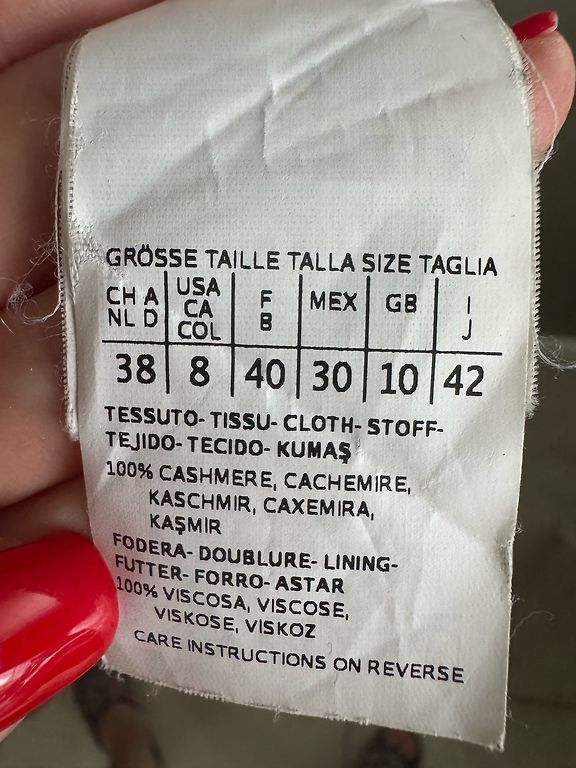 GRÖSSE TAILLE TALLA SIZE TAGLIA
CH A NL D | USA CA COL | F B | MEX | GB | I J
38 | 8 | 40 | 30 | 10 | 42
TESSUTO- TISSU- CLOTH- STOFF-
TEJIDO- TECIDO- KUMAŞ
100% CASHMERE, CACHEMIRE,
KASCHMIR, CAXEMIRA,
KAŞMIR
FODERA- DOUBLURE- LINING-
FUTTER- FORRO- ASTAR
100% VISCOSA, VISCOSE,
VISKOSE, VISKOZ
CARE INSTRUCTIONS ON REVERSE